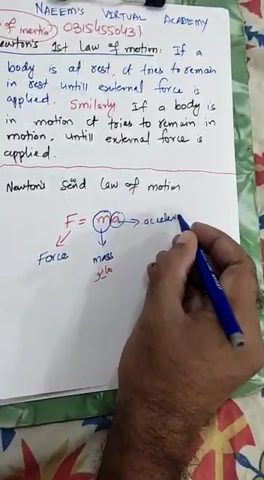 NAEEM'S VIRTUAL ACADEMY
of inertia) 03154550431
Newton's 1st Law of motion: If a
body is at rest, it tries to remain
in rest untill external force is
applied. Similarly If a body is
in motion it tries to remain in
motion, untill external force is
applied.
Newton's second law of motion
F = ma → acceler
Force mass